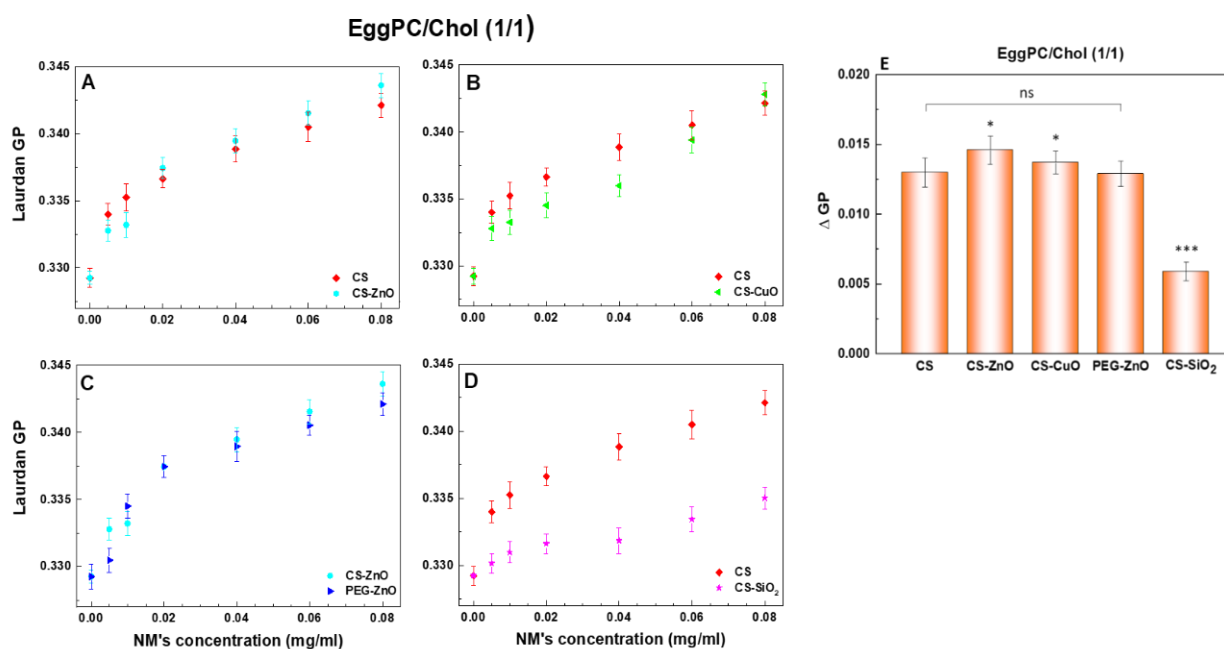 EggPC/Chol (1/1)
A
0.345
0.340
0.335
0.330
Laurdan GP
CS
CS-ZnO
0.00 0.02 0.04 0.06 0.08
B
0.345
0.340
0.335
0.330
CS
CS-CuO
0.00 0.02 0.04 0.06 0.08
C
0.345
0.340
0.335
0.330
Laurdan GP
CS-ZnO
PEG-ZnO
0.00 0.02 0.04 0.06 0.08
NM's concentration (mg/ml)
D
0.345
0.340
0.335
0.330
CS
CS-SiO2
0.00 0.02 0.04 0.06 0.08
NM's concentration (mg/ml)
EggPC/Chol (1/1)
E
0.020
0.016
0.012
0.008
0.004
0.000
Δ GP
ns
* * ***
CS CS-ZnO CS-CuO PEG-ZnO CS-SiO2